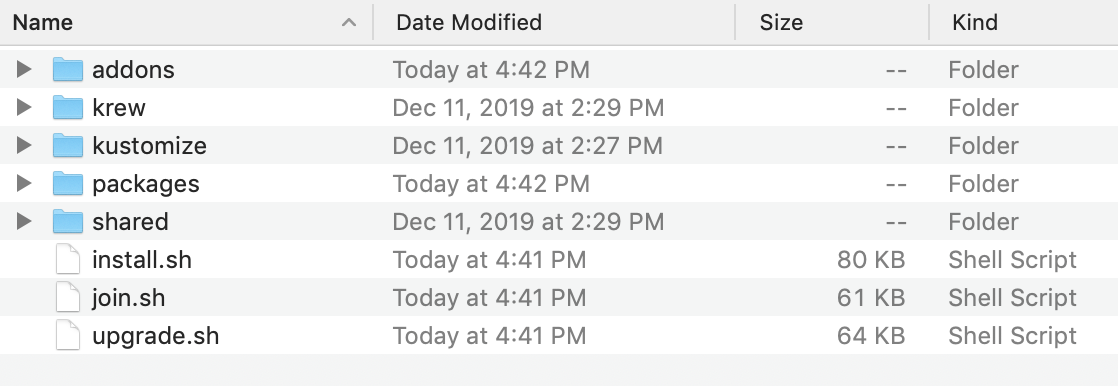 Name Date Modified Size Kind
addons Today at 4:42 PM -- Folder
krew Dec 11, 2019 at 2:29 PM -- Folder
kustomize Dec 11, 2019 at 2:27 PM -- Folder
packages Today at 4:42 PM -- Folder
shared Dec 11, 2019 at 2:29 PM -- Folder
install.sh Today at 4:41 PM 80 KB Shell Script
join.sh Today at 4:41 PM 61 KB Shell Script
upgrade.sh Today at 4:41 PM 64 KB Shell Script